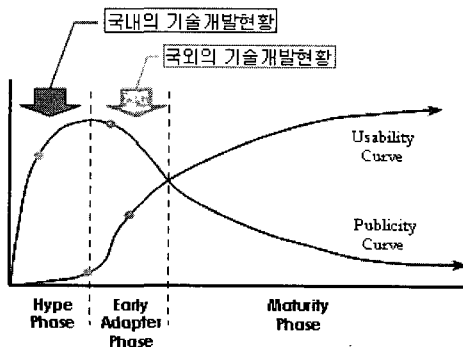 국내의 기술개발현황
국외의 기술개발현황
Usability
Curve
Publicity
Curve
Hype
Phase
Early
Adapter
Phase
Maturity
Phase